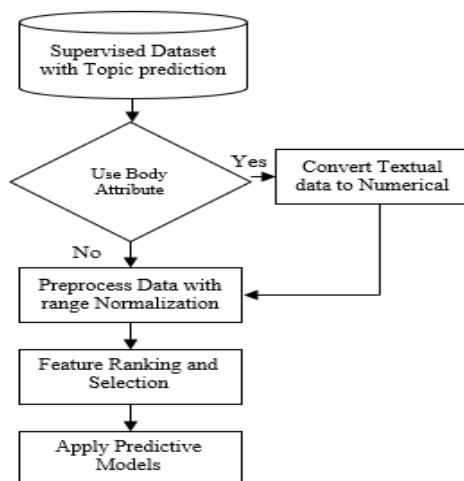 Supervised Dataset
with Topic prediction
Use Body
Attribute
Yes
Convert Textual
data to Numerical
No
Preprocess Data with
range Normalization
Feature Ranking and
Selection
Apply Predictive
Models